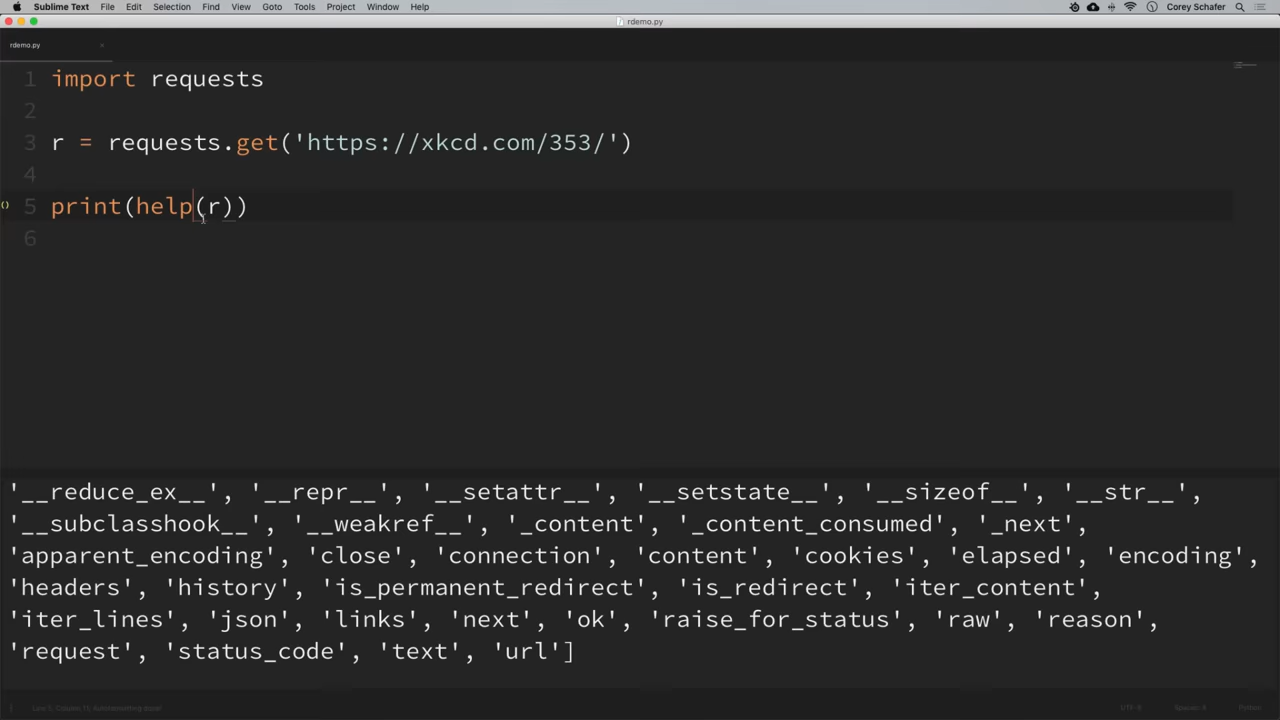 Sublime Text File Edit Selection Find View Goto Tools Project Window Help Corey Schafer
rdemo.py
rdemo.py ×
1 import requests
2
3 r = requests.get('https://xkcd.com/353/')
4
5 print(help(r))
6
'__reduce_ex__', '__repr__', '__setattr__', '__setstate__', '__sizeof__', '__str__',
'__subclasshook__', '__weakref__', '_content', '_content_consumed', '_next',
'apparent_encoding', 'close', 'connection', 'content', 'cookies', 'elapsed', 'encoding',
'headers', 'history', 'is_permanent_redirect', 'is_redirect', 'iter_content',
'iter_lines', 'json', 'links', 'next', 'ok', 'raise_for_status', 'raw', 'reason',
'request', 'status_code', 'text', 'url']
UTF-8 Python